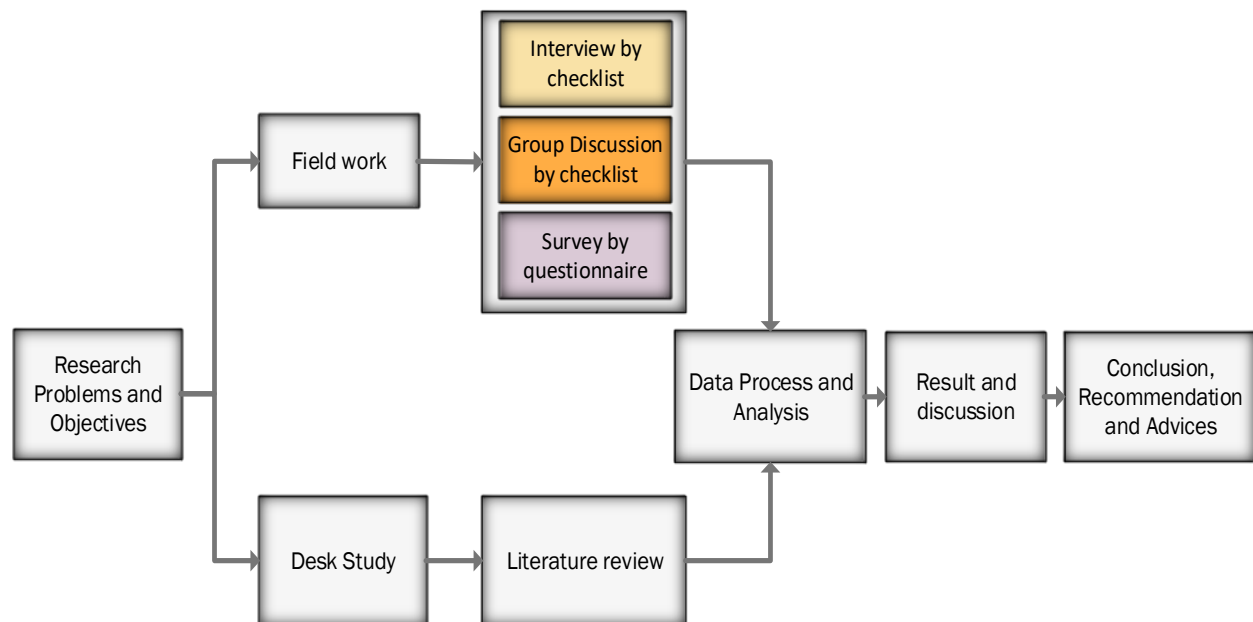 Interview by
checklist
Group Discussion
by checklist
Survey by
questionnaire
Field work
Research
Problems and
Objectives
Desk Study
Literature review
Data Process and
Analysis
Result and
discussion
Conclusion,
Recommendation
and Advices